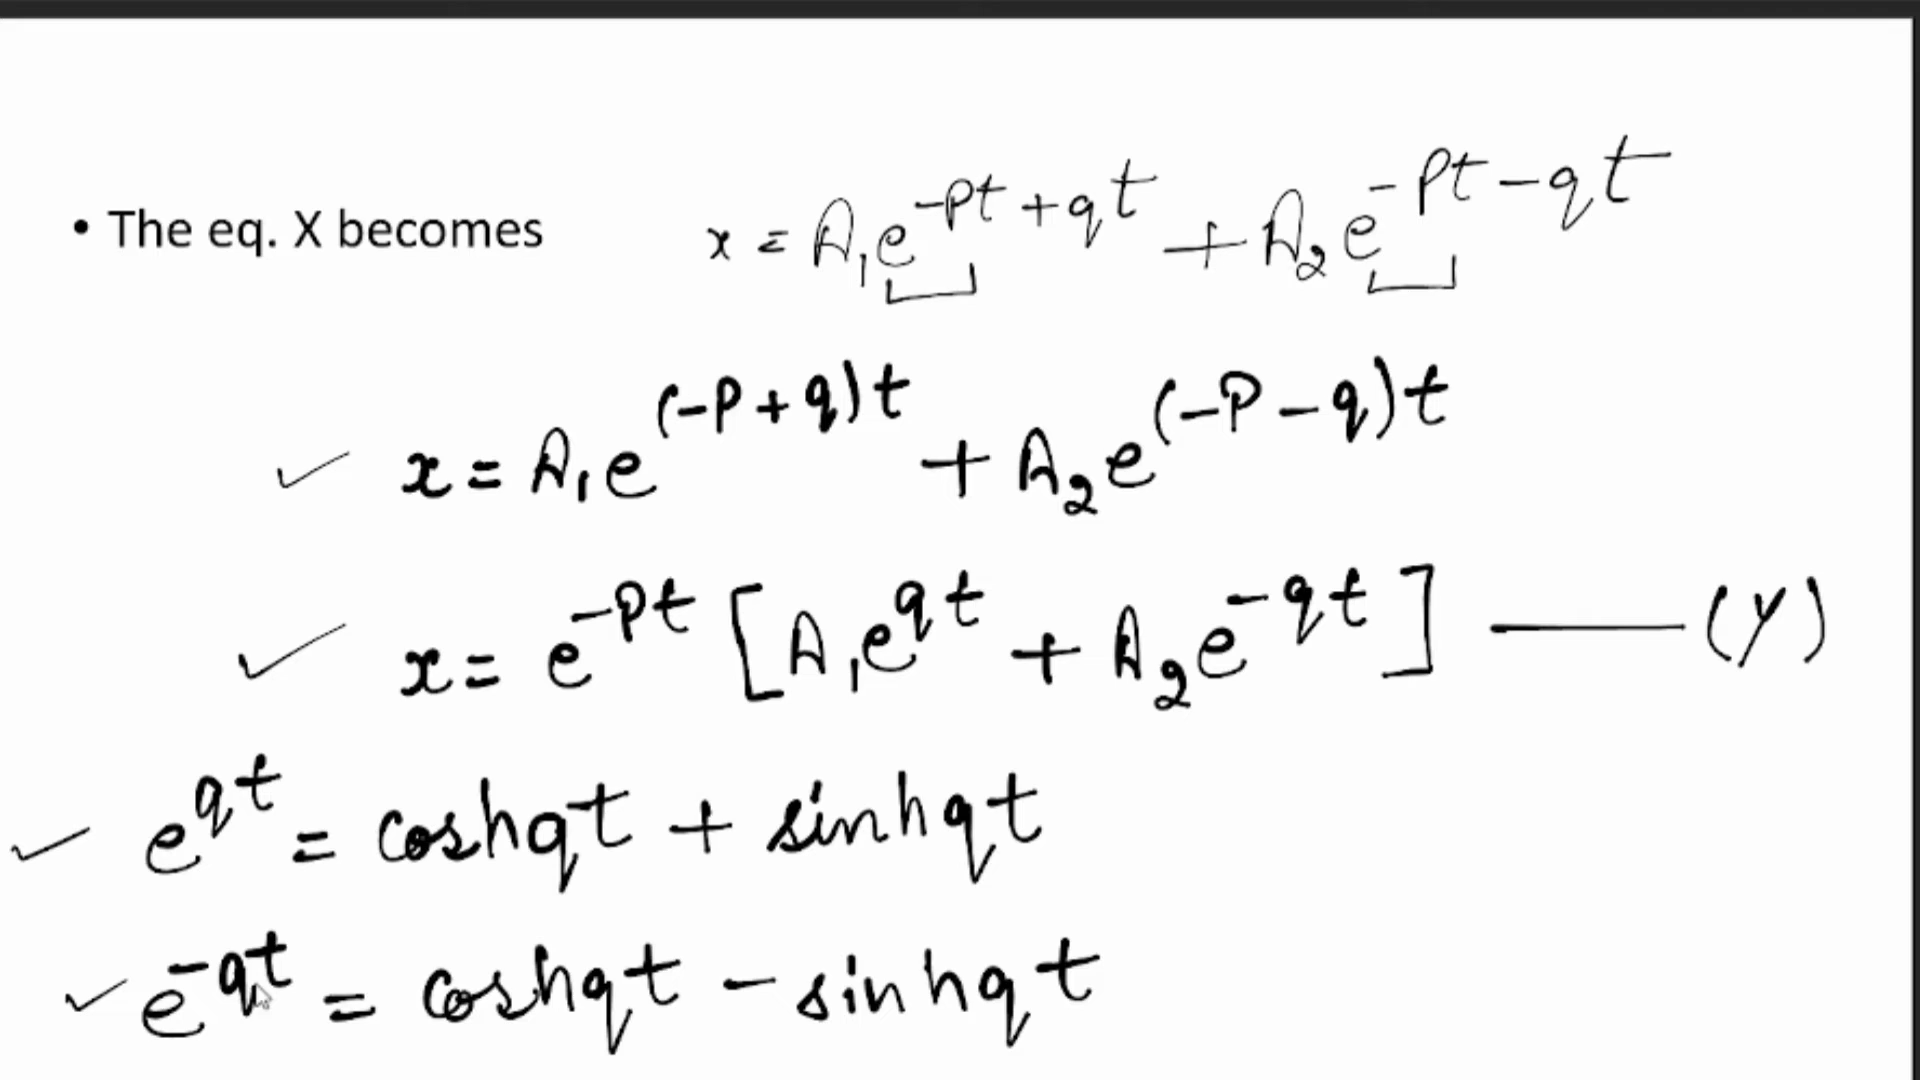 • The eq. X becomes x = A₁e^(-pt+qt) + A₂e^(-pt-qt)
x = A₁e^((-p+q)t) + A₂e^((-p-q)t)
x = e^(-pt) [A₁e^(qt) + A₂e^(-qt)] — (Y)
e^(qt) = coshqt + sinhqt
e^(-qt) = coshqt - sinhqt